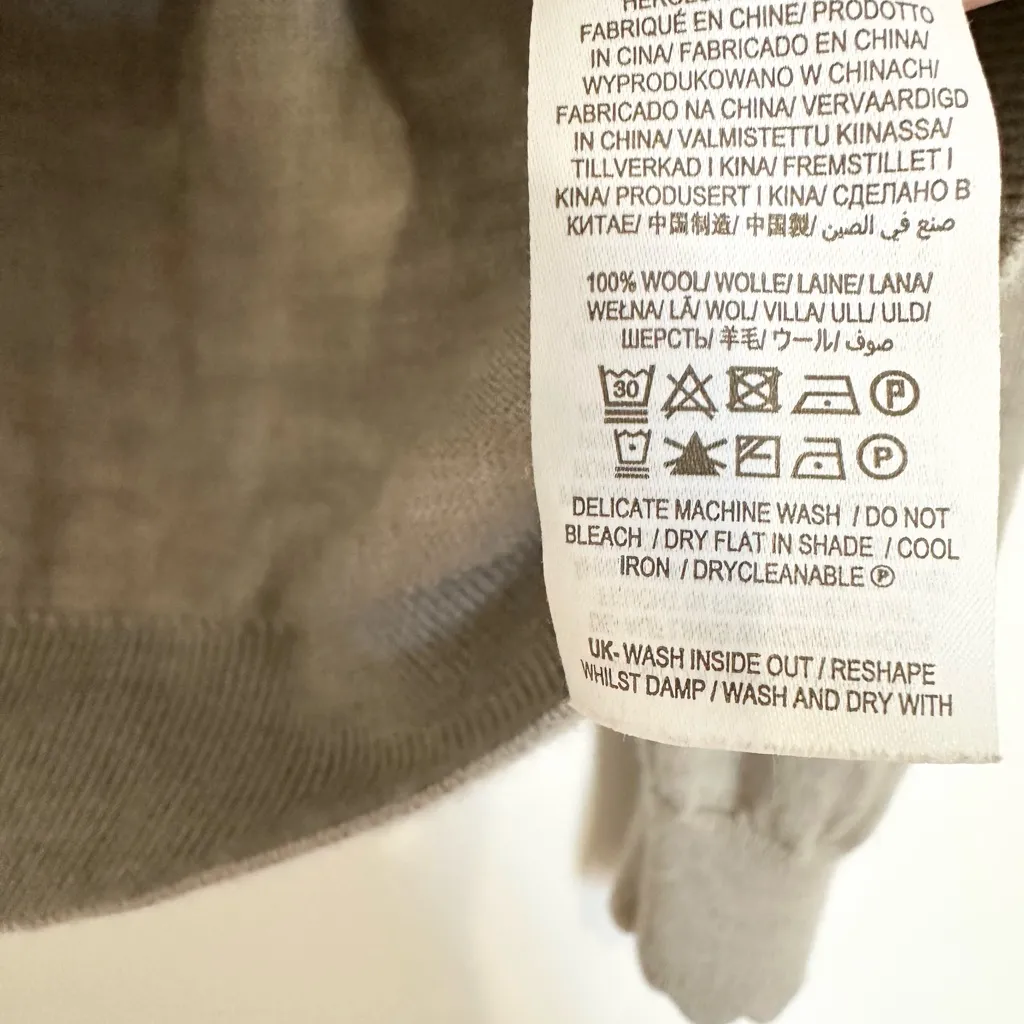 FABRIQUÉ EN CHINE/ PRODOTTO
IN CINA/ FABRICADO EN CHINA/
WYPRODUKOWANO W CHINACH/
FABRICADO NA CHINA/ VERVAARDIGD
IN CHINA/ VALMISTETTU KIINASSA/
TILLVERKAD I KINA/ FREMSTILLET I
KINA/ PRODUSERT I KINA/ СДЕЛАНО В
КИТАЕ/ 中国制造/ 中国製/ صنع في الصين
100% WOOL/ WOLLE/ LAINE/ LANA/
WEŁNA/ LÃ/ WOL/ VILLA/ ULL/ ULD/
ШЕРСТЬ/ 羊毛/ ウール/ صوف
30 P
P
DELICATE MACHINE WASH / DO NOT
BLEACH / DRY FLAT IN SHADE / COOL
IRON / DRYCLEANABLE Ⓟ
UK- WASH INSIDE OUT / RESHAPE
WHILST DAMP / WASH AND DRY WITH